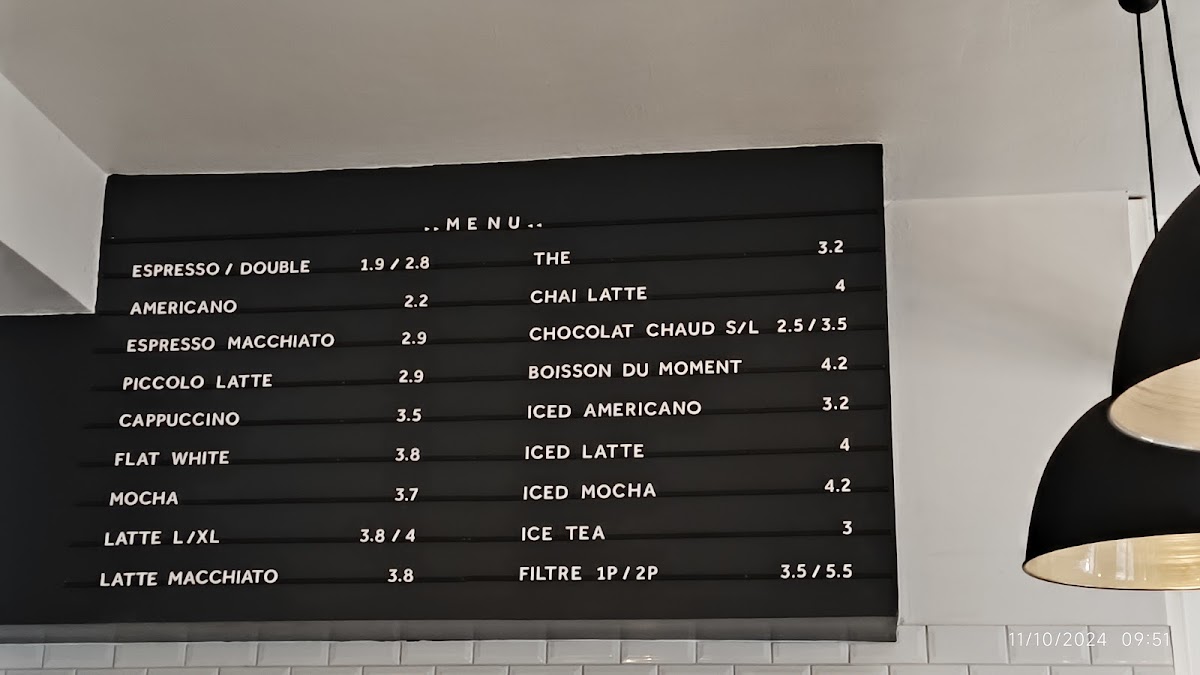 MENU
ESPRESSO / DOUBLE 1.9 / 2.8
AMERICANO 2.2
ESPRESSO MACCHIATO 2.9
PICCOLO LATTE 2.9
CAPPUCCINO 3.5
FLAT WHITE 3.8
MOCHA 3.7
LATTE L/XL 3.8 / 4
LATTE MACCHIATO 3.8
THE 3.2
CHAI LATTE 4
CHOCOLAT CHAUD S/L 2.5 / 3.5
BOISSON DU MOMENT 4.2
ICED AMERICANO 3.2
ICED LATTE 4
ICED MOCHA 4.2
ICE TEA 3
FILTRE 1P / 2P 3.5 / 5.5
11/10/2024 09:51